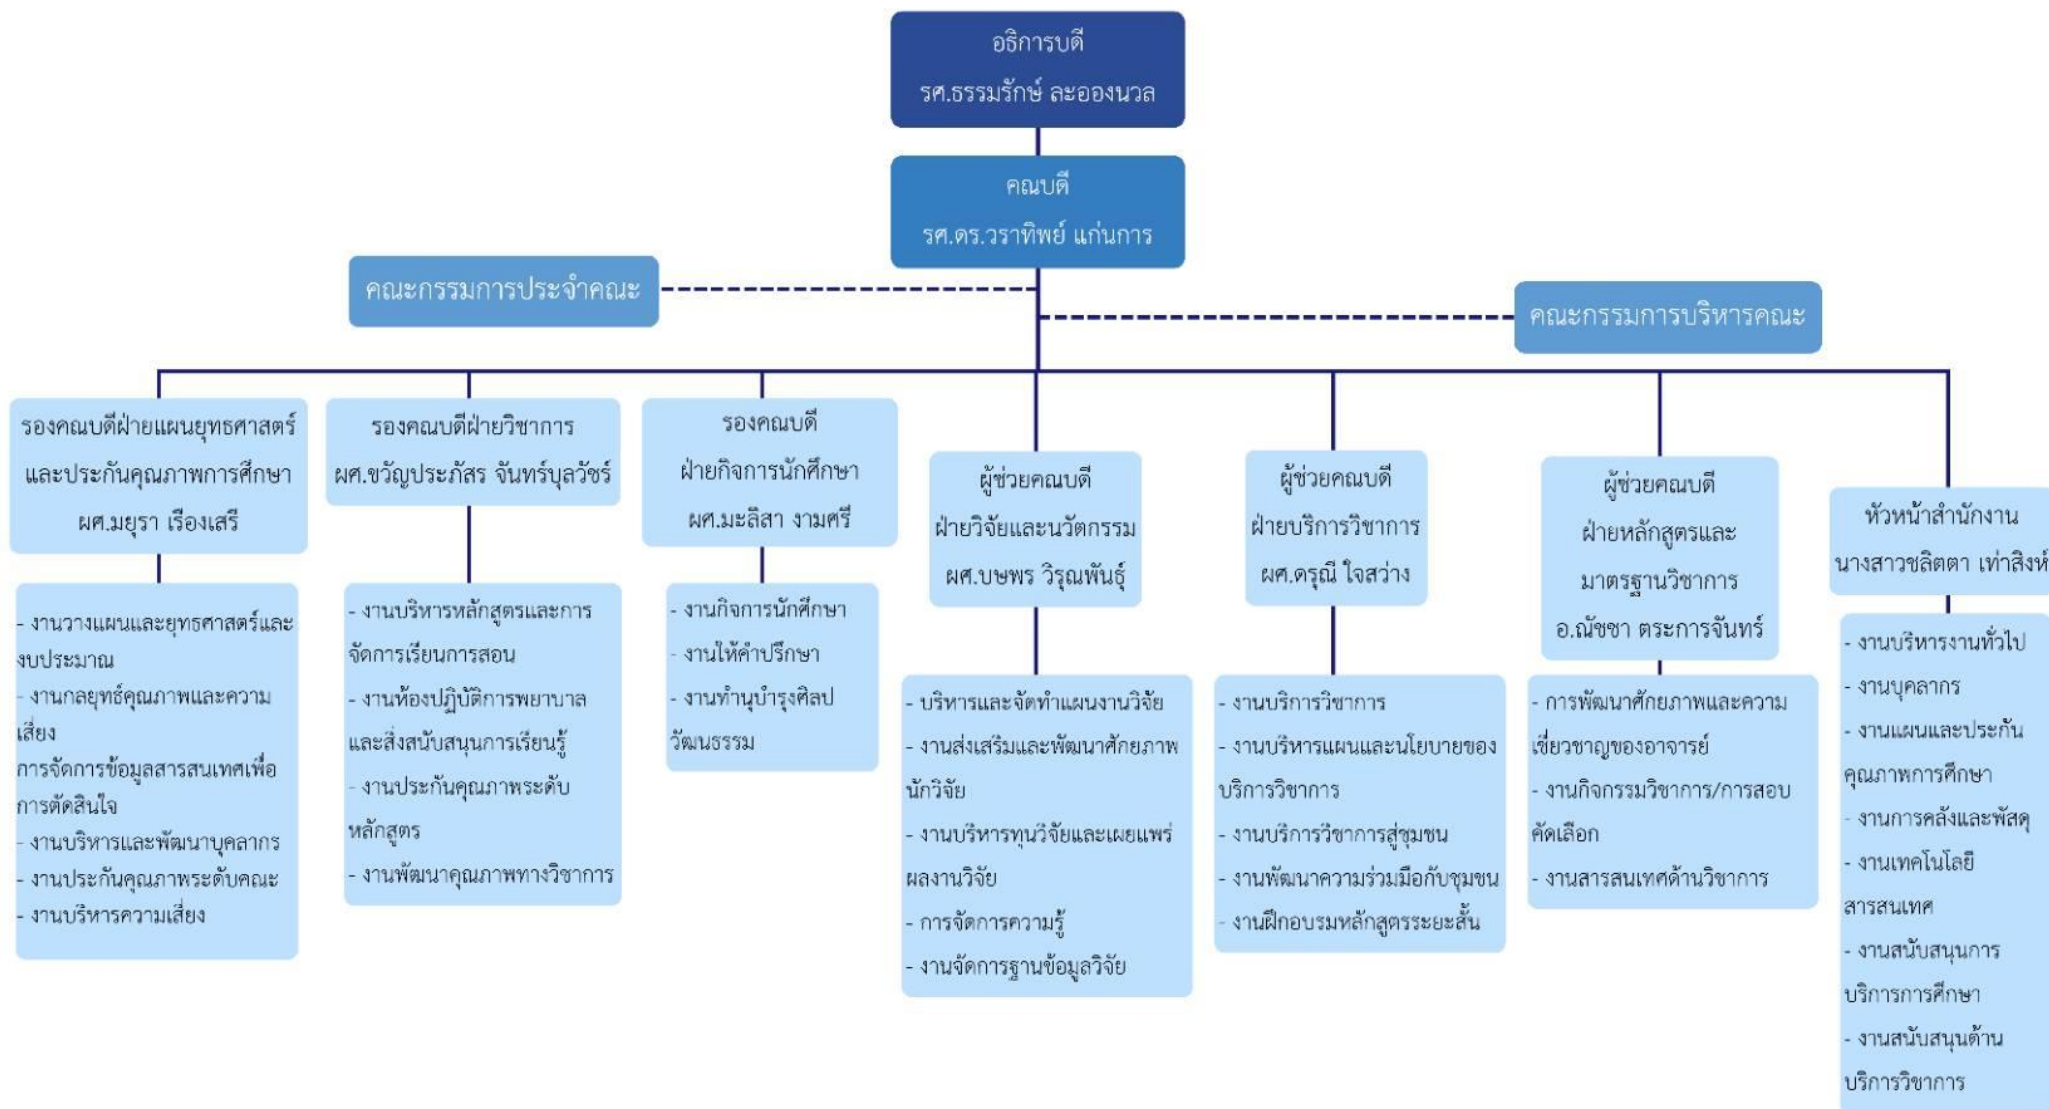 อธิการบดี
รศ.ธรรมรักษ์ ละอองนวล
คณบดี
รศ.ดร.วราทิพย์ แก่นการ
คณะกรรมการประจำคณะ
คณะกรรมการบริหารคณะ
รองคณบดีฝ่ายแผนยุทธศาสตร์
และประกันคุณภาพการศึกษา
ผศ.มยุรา เรืองเสรี
- งานวางแผนและยุทธศาสตร์และ
งบประมาณ
- งานกลยุทธ์คุณภาพและความ
เสี่ยง
การจัดการข้อมูลสารสนเทศเพื่อ
การตัดสินใจ
- งานบริหารและพัฒนาบุคลากร
- งานประกันคุณภาพระดับคณะ
- งานบริหารความเสี่ยง
รองคณบดีฝ่ายวิชาการ
ผศ.ขวัญประภัสร จันทร์บุลวัชร์
- งานบริหารหลักสูตรและการ
จัดการเรียนการสอน
- งานห้องปฏิบัติการพยาบาล
และสิ่งสนับสนุนการเรียนรู้
- งานประกันคุณภาพระดับ
หลักสูตร
- งานพัฒนาคุณภาพทางวิชาการ
รองคณบดี
ฝ่ายกิจการนักศึกษา
ผศ.มะลิสา งามศรี
- งานกิจการนักศึกษา
- งานให้คำปรึกษา
- งานทำนุบำรุงศิลป
วัฒนธรรม
ผู้ช่วยคณบดี
ฝ่ายวิจัยและนวัตกรรม
ผศ.บษพร วิรุณพันธุ์
- บริหารและจัดทำแผนงานวิจัย
- งานส่งเสริมและพัฒนาศักยภาพ
นักวิจัย
- งานบริหารทุนวิจัยและเผยแพร่
ผลงานวิจัย
- การจัดการความรู้
- งานจัดการฐานข้อมูลวิจัย
ผู้ช่วยคณบดี
ฝ่ายบริการวิชาการ
ผศ.ดรุณี ใจสว่าง
- งานบริการวิชาการ
- งานบริหารแผนและนโยบายของ
บริการวิชาการ
- งานบริการวิชาการสู่ชุมชน
- งานพัฒนาความร่วมมือกับชุมชน
- งานฝึกอบรมหลักสูตรระยะสั้น
ผู้ช่วยคณบดี
ฝ่ายหลักสูตรและ
มาตรฐานวิชาการ
อ.ณัชชา ตระการจันทร์
- การพัฒนาศักยภาพและความ
เชี่ยวชาญของอาจารย์
- งานกิจกรรมวิชาการ/การสอบ
คัดเลือก
- งานสารสนเทศด้านวิชาการ
หัวหน้าสำนักงาน
นางสาวชลิตตา เท่าสิงห์
- งานบริหารงานทั่วไป
- งานบุคลากร
- งานแผนและประกัน
คุณภาพการศึกษา
- งานการคลังและพัสดุ
- งานเทคโนโลยี
สารสนเทศ
- งานสนับสนุนการ
บริการการศึกษา
- งานสนับสนุนด้าน
บริการวิชาการ